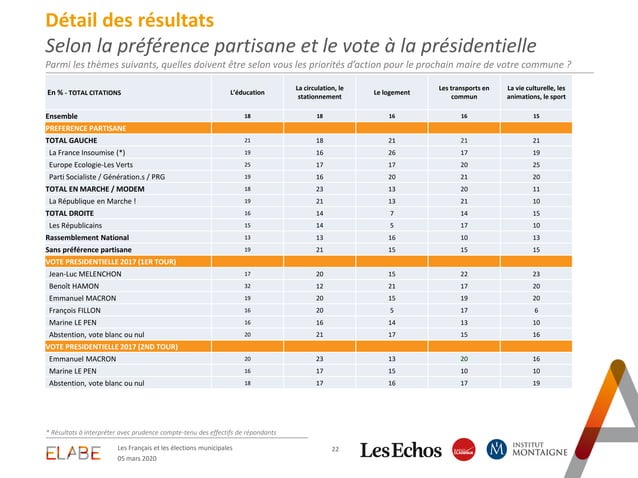 Détail des résultats
Selon la préférence partisane et le vote à la présidentielle
Parmi les thèmes suivants, quelles doivent être selon vous les priorités d'action pour le prochain maire de votre commune ?
En % - TOTAL CITATIONS L'éducation La circulation, le stationnement Le logement Les transports en commun La vie culturelle, les animations, le sport
Ensemble 18 18 16 16 15
PREFERENCE PARTISANE
TOTAL GAUCHE 21 18 21 21 21
La France Insoumise (*) 19 16 26 17 19
Europe Ecologie-Les Verts 25 17 17 20 25
Parti Socialiste / Génération.s / PRG 19 16 20 21 20
TOTAL EN MARCHE / MODEM 18 23 13 20 11
La République en Marche ! 19 21 13 21 10
TOTAL DROITE 16 14 7 14 15
Les Républicains 15 14 5 17 10
Rassemblement National 13 13 16 10 13
Sans préférence partisane 19 21 15 15 15
VOTE PRESIDENTIELLE 2017 (1ER TOUR)
Jean-Luc MELENCHON 17 20 15 22 23
Benoît HAMON 32 12 21 17 20
Emmanuel MACRON 19 20 15 19 20
François FILLON 16 20 5 17 6
Marine LE PEN 16 16 14 13 10
Abstention, vote blanc ou nul 20 21 17 15 16
VOTE PRESIDENTIELLE 2017 (2ND TOUR)
Emmanuel MACRON 20 23 13 20 16
Marine LE PEN 16 17 15 10 10
Abstention, vote blanc ou nul 18 17 16 17 19
* Résultats à interpréter avec prudence compte-tenu des effectifs de répondants
ELABE
Les Français et les élections municipales
05 mars 2020
22
Les Echos
INSTITUT
MONTAIGNE